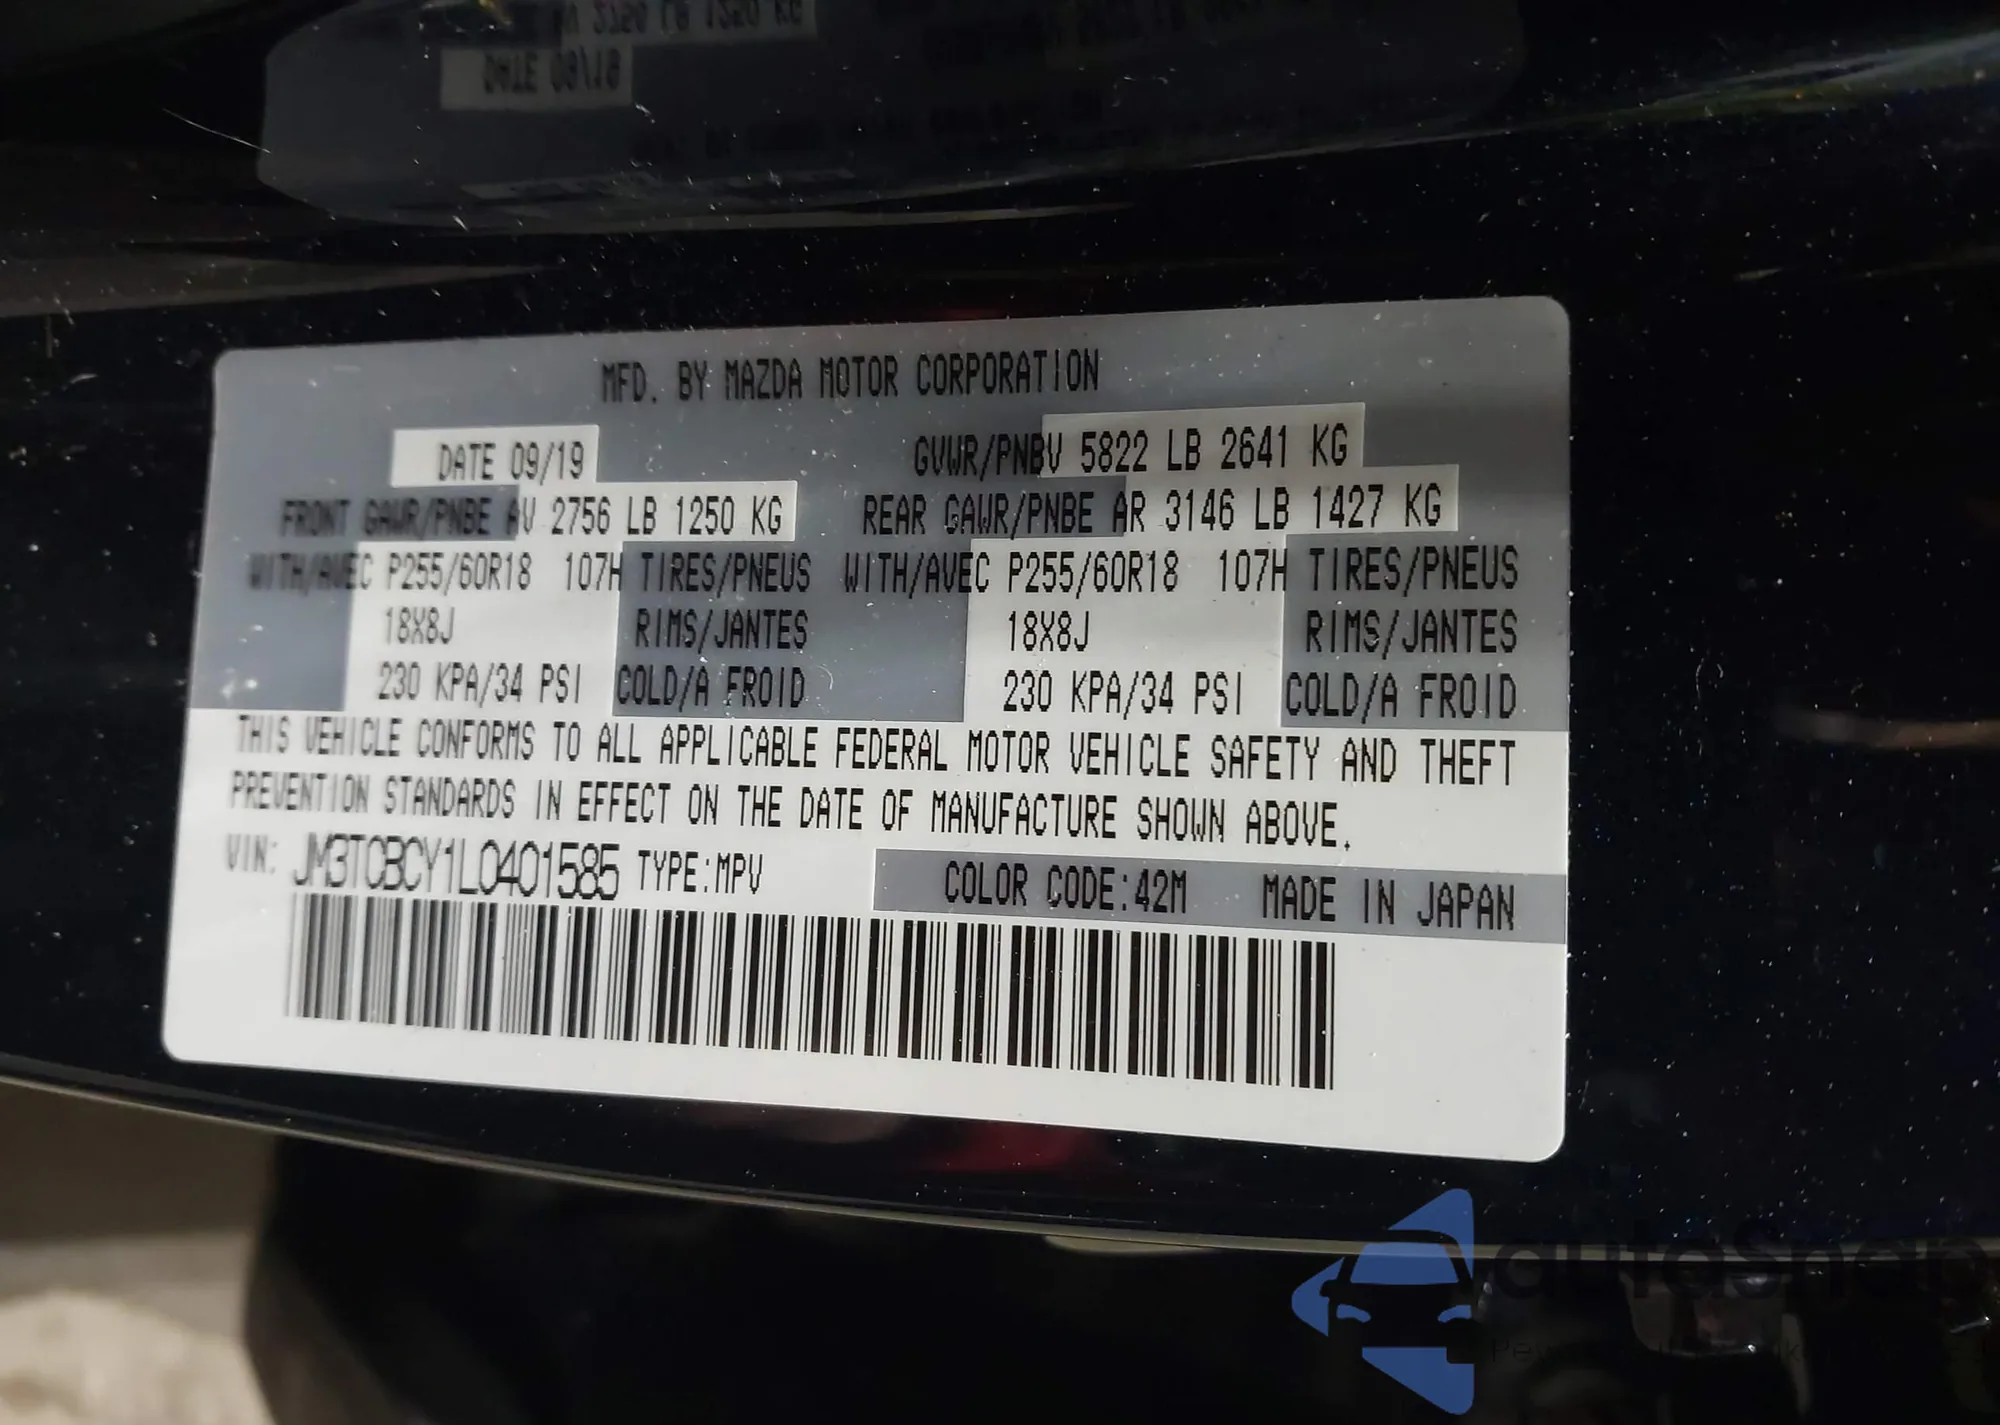 DATE 09/19
MFD. BY MAZDA MOTOR CORPORATION
DATE 09/19 GVWR/PNBV 5822 LB 2641 KG
FRONT GAWR/PNBE AV 2756 LB 1250 KG REAR GAWR/PNBE AR 3146 LB 1427 KG
WITH/AVEC P255/60R18 107H TIRES/PNEUS WITH/AVEC P255/60R18 107H TIRES/PNEUS
18X8J RIMS/JANTES 18X8J RIMS/JANTES
230 KPA/34 PSI COLD/A FROID 230 KPA/34 PSI COLD/A FROID
THIS VEHICLE CONFORMS TO ALL APPLICABLE FEDERAL MOTOR VEHICLE SAFETY AND THEFT
PREVENTION STANDARDS IN EFFECT ON THE DATE OF MANUFACTURE SHOWN ABOVE.
VIN: JM3TCBCY1L0401585 TYPE:MPV COLOR CODE:42M MADE IN JAPAN
autoSnap